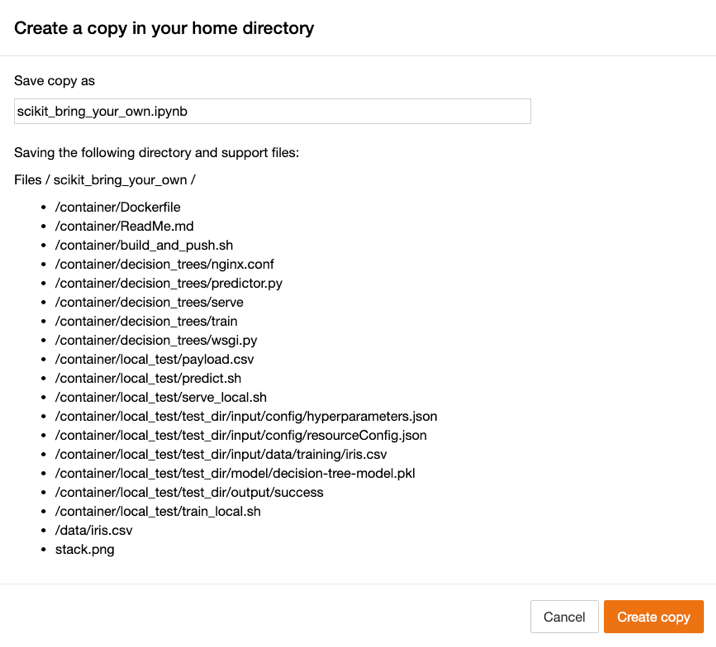 Create a copy in your home directory
Save copy as
scikit_bring_your_own.ipynb
Saving the following directory and support files:
Files / scikit_bring_your_own /
• /container/Dockerfile
• /container/ReadMe.md
• /container/build_and_push.sh
• /container/decision_trees/nginx.conf
• /container/decision_trees/predictor.py
• /container/decision_trees/serve
• /container/decision_trees/train
• /container/decision_trees/wsgi.py
• /container/local_test/payload.csv
• /container/local_test/predict.sh
• /container/local_test/serve_local.sh
• /container/local_test/test_dir/input/config/hyperparameters.json
• /container/local_test/test_dir/input/config/resourceConfig.json
• /container/local_test/test_dir/input/data/training/iris.csv
• /container/local_test/test_dir/model/decision-tree-model.pkl
• /container/local_test/test_dir/output/success
• /container/local_test/train_local.sh
• /data/iris.csv
• stack.png
Cancel Create copy